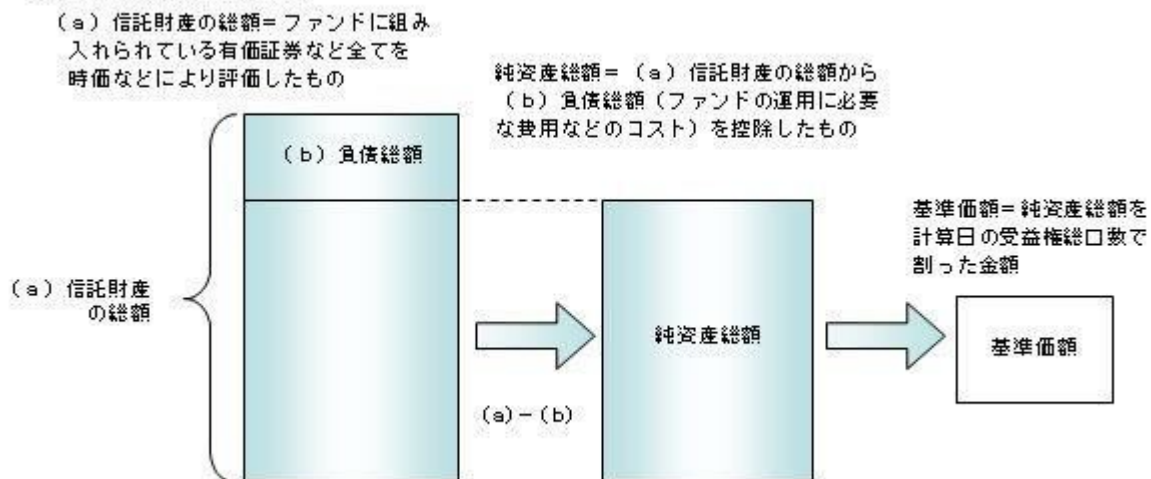 (a)信託財産の総額=ファンドに組み
入れられている有価証券など全てを
時価などにより評価したもの
純資産総額=(a)信託財産の総額から
(b)負債総額(ファンドの運用に必要
な費用などのコスト)を控除したもの
(b)負債総額
基準価額=純資産総額を
計算日の受益権総口数で
割った金額
(a)信託財産
の総額
純資産総額
基準価額
(a)-(b)